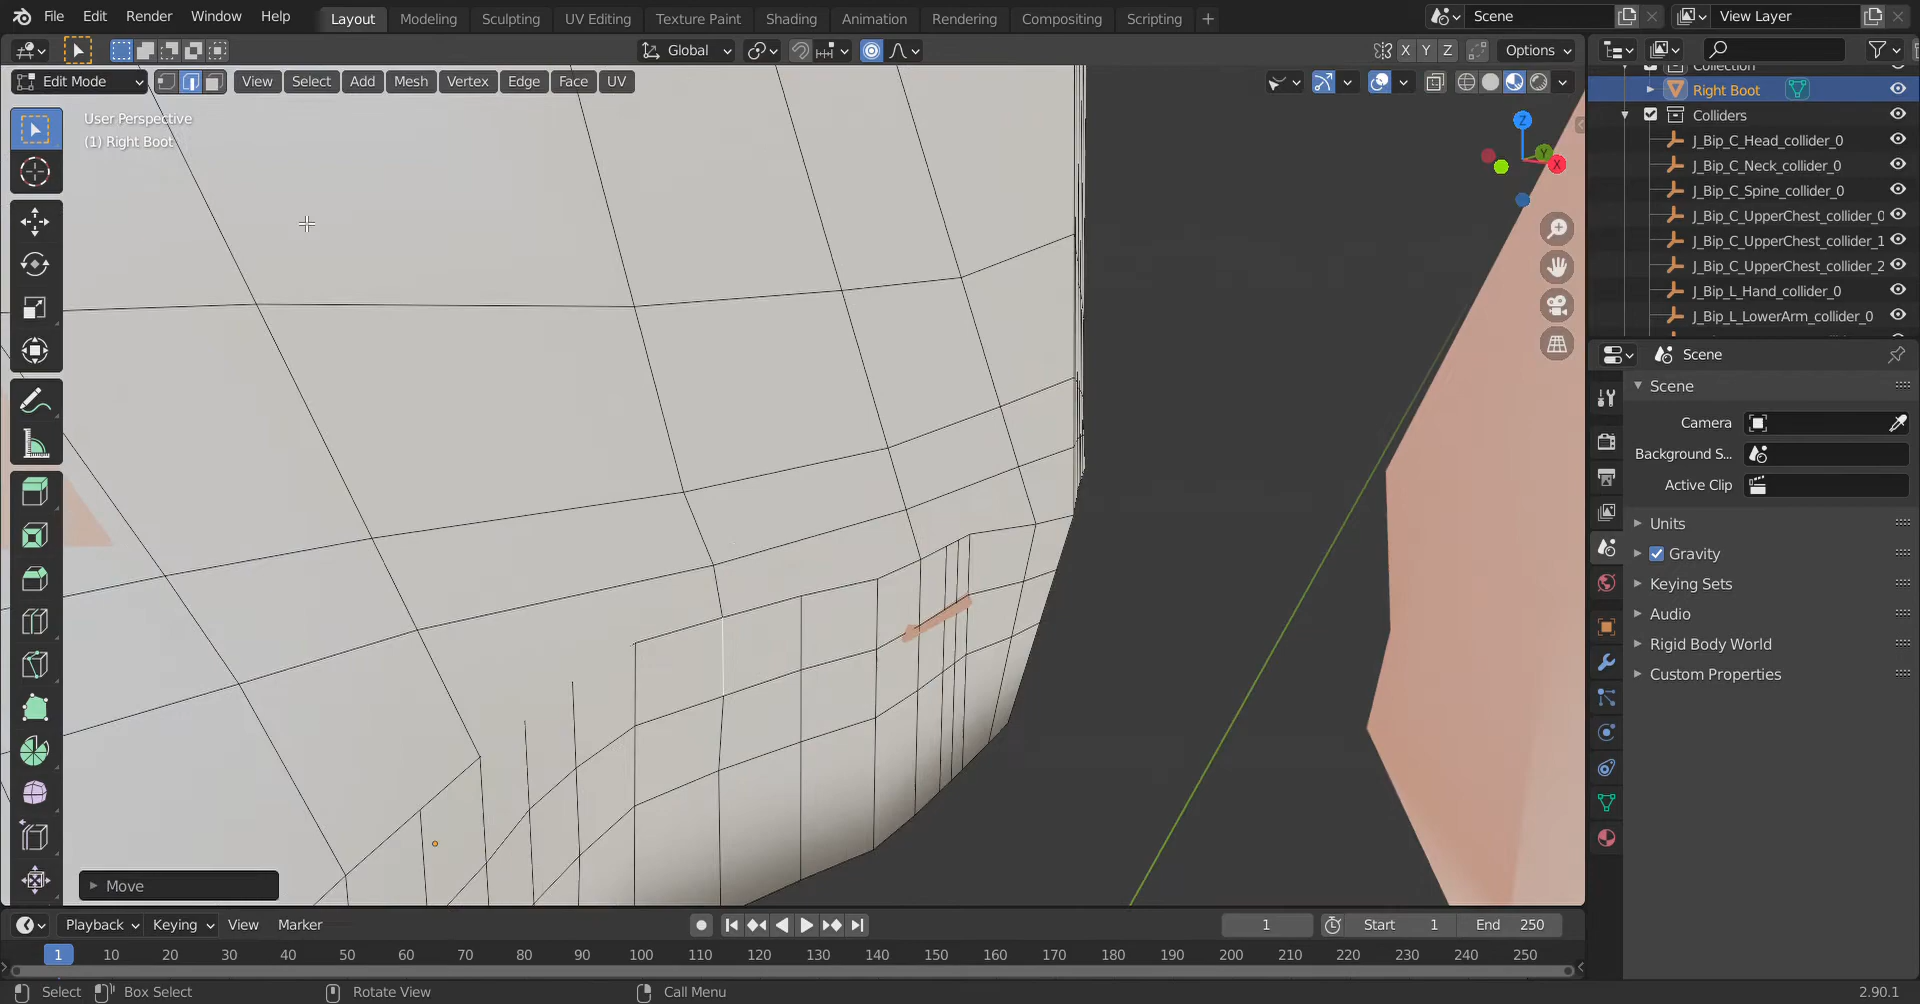 File Edit Render Window Help Layout Modeling Sculpting UV Editing Texture Paint Shading Animation Rendering Compositing Scripting + Scene View Layer
Global X Y Z Options
Edit Mode View Select Add Mesh Vertex Edge Face UV
User Perspective
(1) Right Boot
Z
Y
X
Move
Collection
Right Boot
Colliders
J_Bip_C_Head_collider_0
J_Bip_C_Neck_collider_0
J_Bip_C_Spine_collider_0
J_Bip_C_UpperChest_collider_0
J_Bip_C_UpperChest_collider_1
J_Bip_C_UpperChest_collider_2
J_Bip_L_Hand_collider_0
J_Bip_L_LowerArm_collider_0
Scene
Scene
Camera
Background S...
Active Clip
Units
Gravity
Keying Sets
Audio
Rigid Body World
Custom Properties
Playback Keying View Marker 1 Start 1 End 250
1 10 20 30 40 50 60 70 80 90 100 110 120 130 140 150 160 170 180 190 200 210 220 230 240 250
Select Box Select Rotate View Call Menu 2.90.1